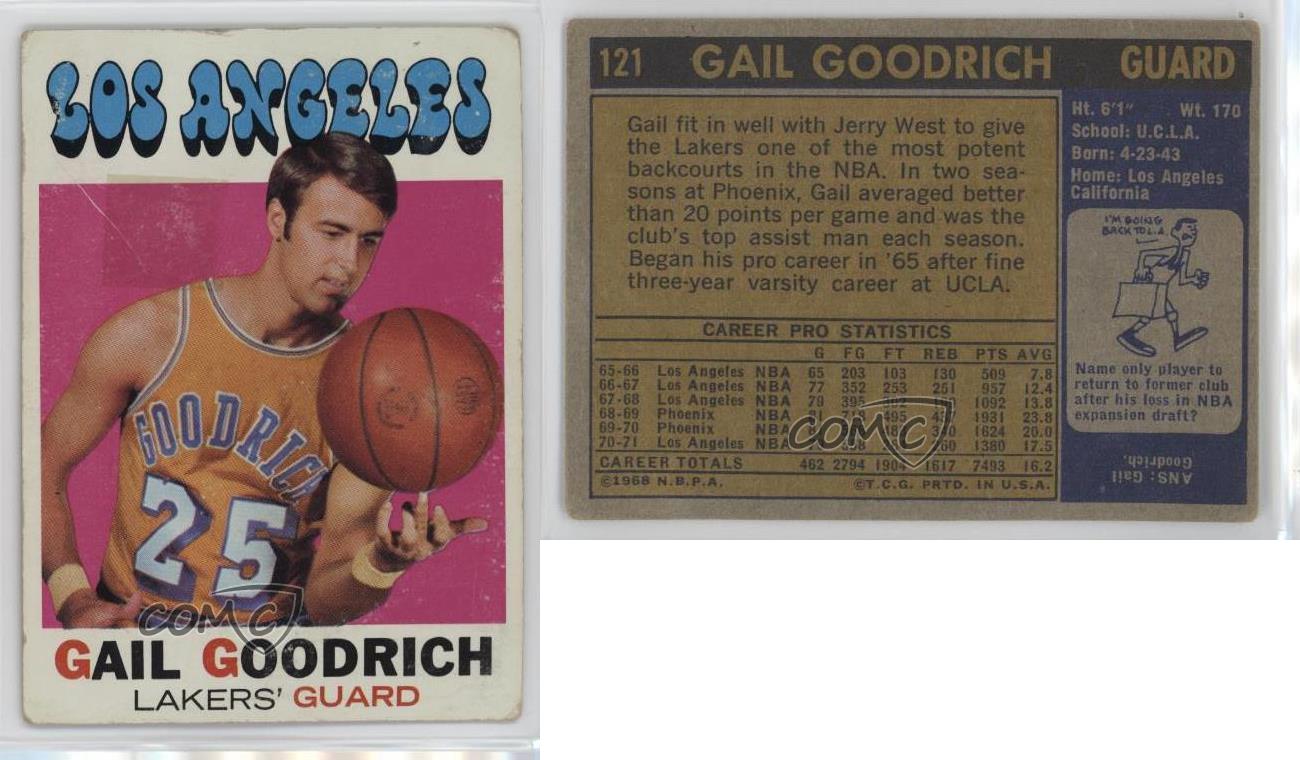 LOS ANGELES
GOODRICH
25
COMC
GAIL GOODRICH
LAKERS' GUARD
121 GAIL GOODRICH GUARD
Gail fit in well with Jerry West to give
the Lakers one of the most potent
backcourts in the NBA. In two sea-
sons at Phoenix, Gail averaged better
than 20 points per game and was the
club's top assist man each season.
Began his pro career in '65 after fine
three-year varsity career at UCLA.
Ht. 6'1" Wt. 170
School: U.C.L.A.
Born: 4-23-43
Home: Los Angeles
California
I'M GOING
BACK TO L.A.
Name only player to
return to former club
after his loss in NBA
expansion draft?
ANS: Gail
Goodrich.
CAREER PRO STATISTICS
G FG FT REB PTS AVG
65-66 Los Angeles NBA 65 203 103 130 509 7.8
66-67 Los Angeles NBA 77 352 253 251 957 12.4
67-68 Los Angeles NBA 79 395 1092 13.8
68-69 Phoenix NBA 495 1931 23.8
69-70 Phoenix NBA 1624 20.0
70-71 Los Angeles NBA 1380 17.5
CAREER TOTALS 462 2794 1904 1617 7493 16.2
©1968 N.B.P.A. ©T.C.G. PRTD. IN U.S.A.
COMC